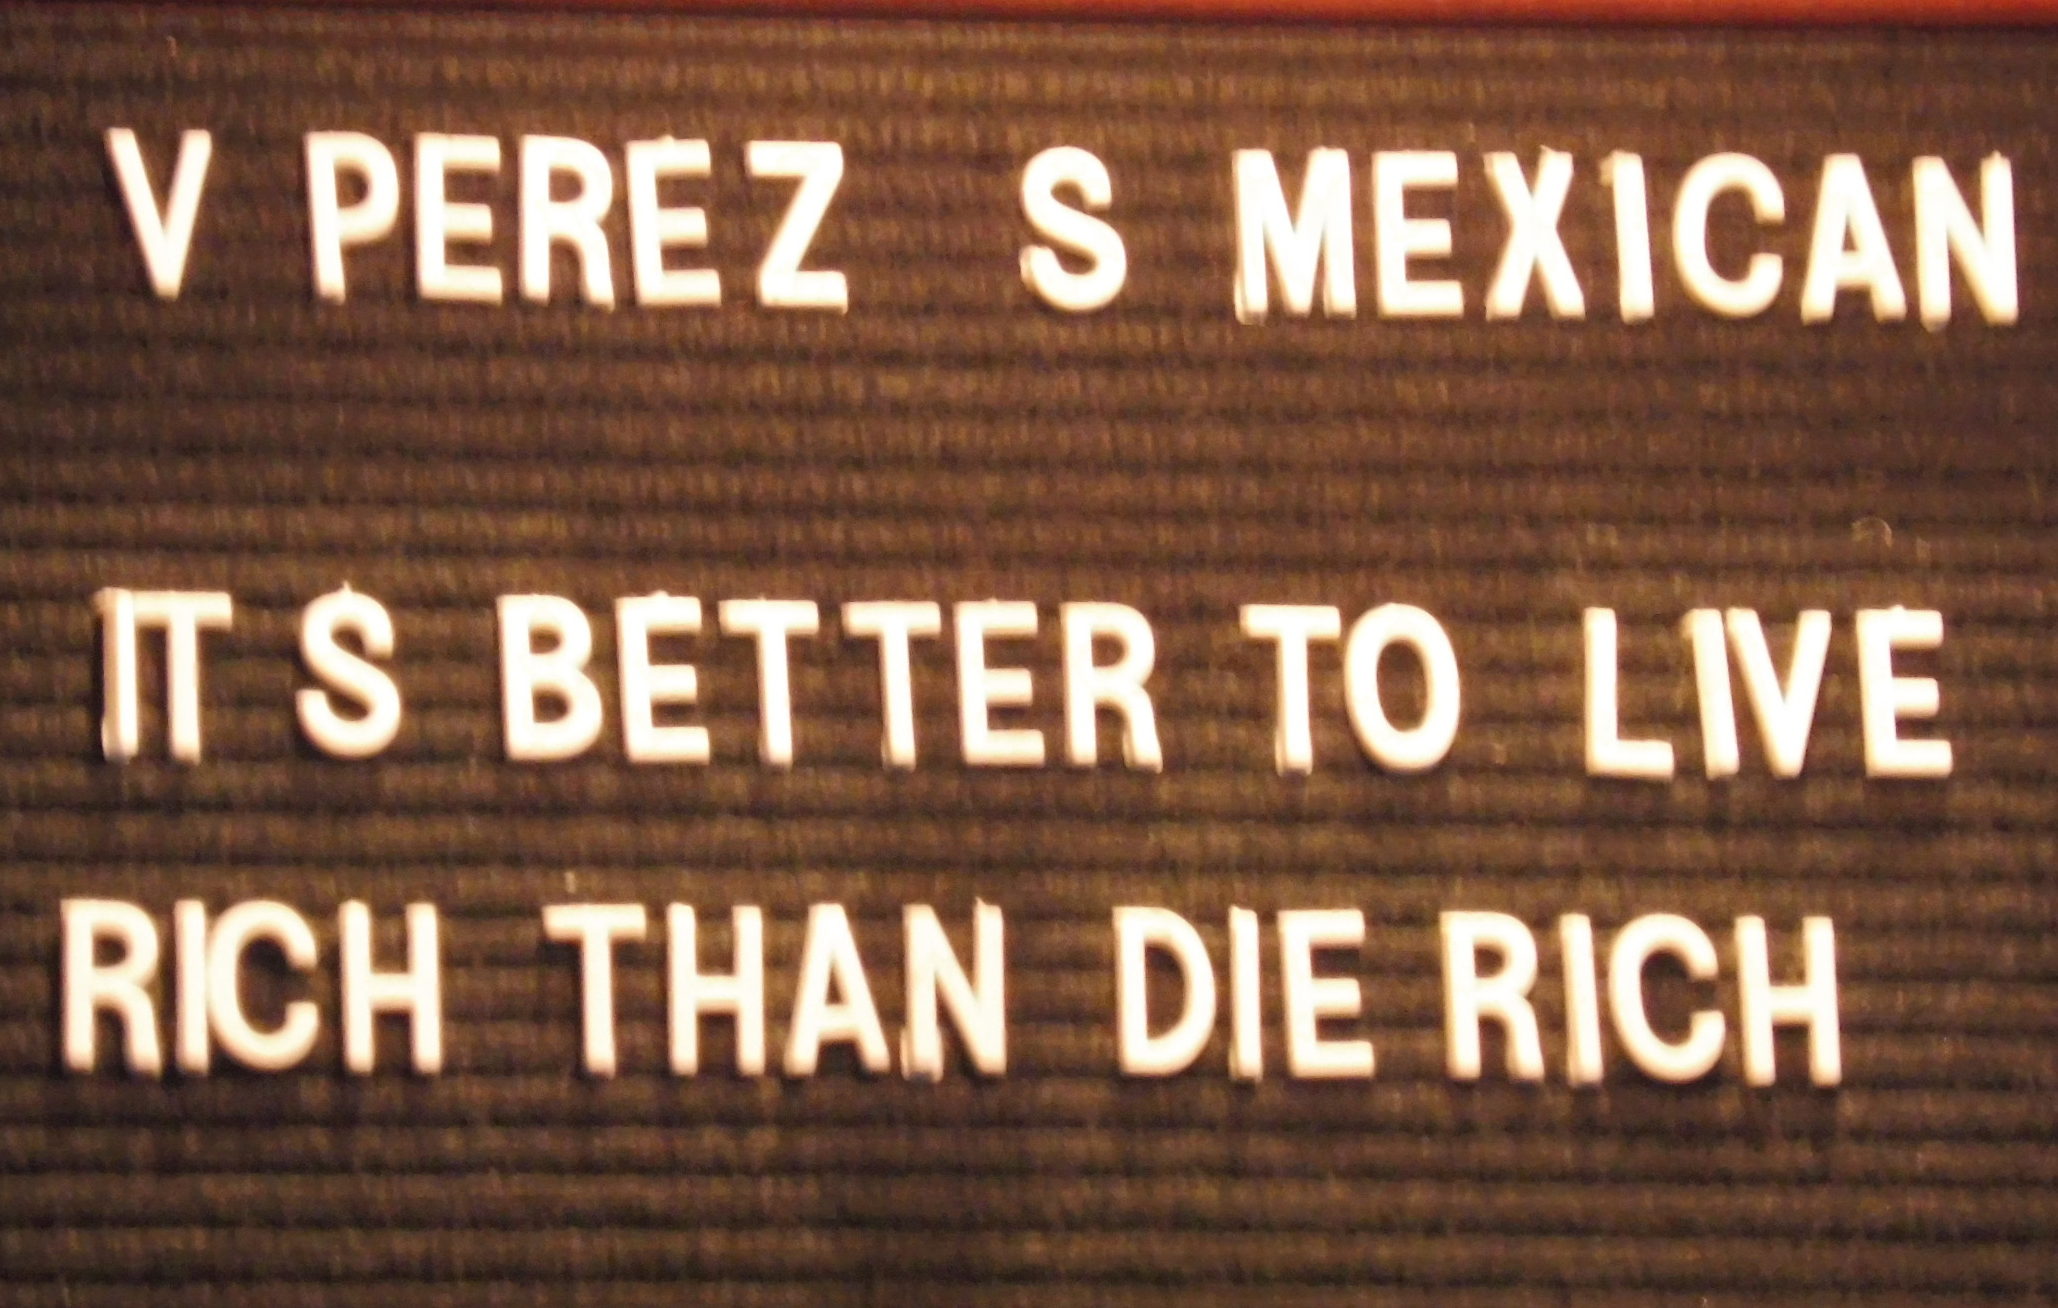 V PEREZ S MEXICAN
IT S BETTER TO LIVE
RICH THAN DIE RICH